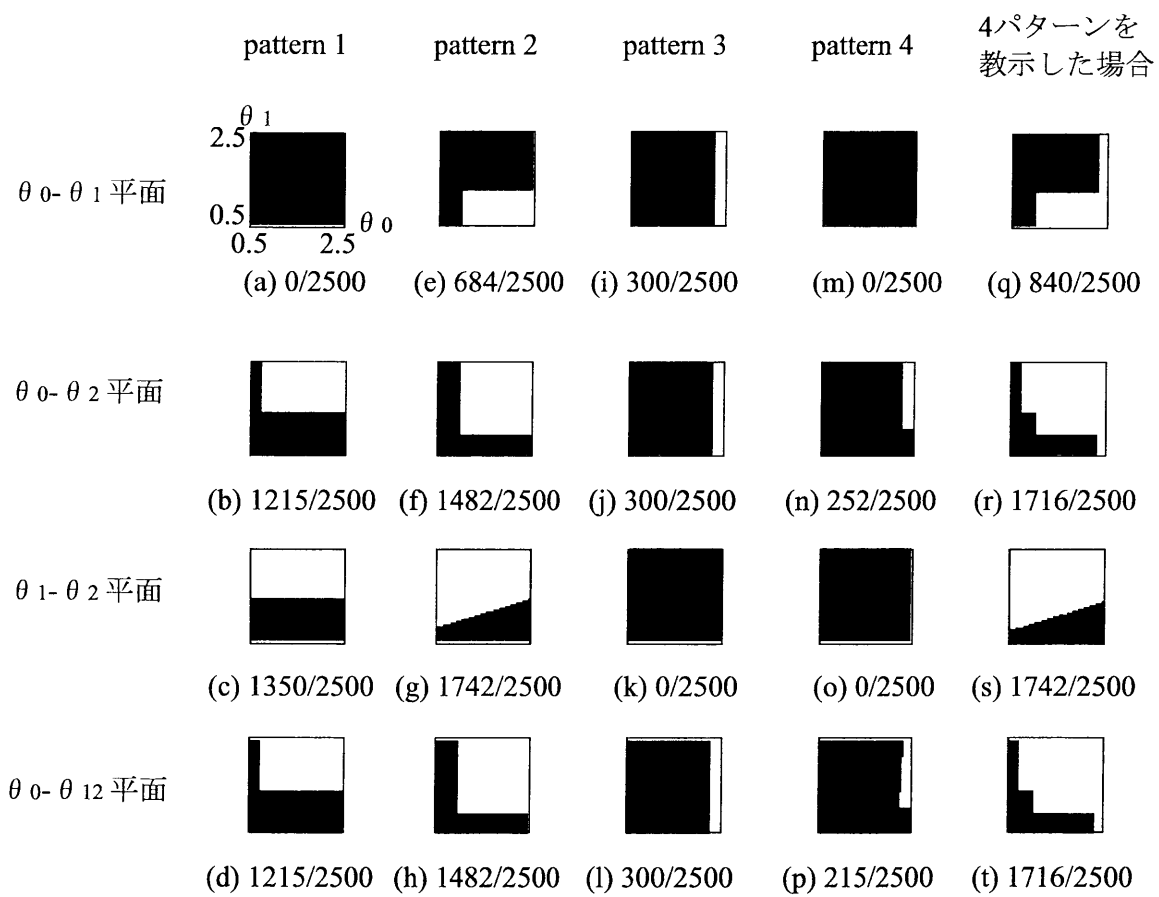 pattern 1 pattern 2 pattern 3 pattern 4 4パターンを
教示した場合
θ 1
2.5
θ 0- θ 1 平面
0.5
θ 0
0.5 2.5
(a) 0/2500 (e) 684/2500 (i) 300/2500 (m) 0/2500 (q) 840/2500
θ 0- θ 2 平面
(b) 1215/2500 (f) 1482/2500 (j) 300/2500 (n) 252/2500 (r) 1716/2500
θ 1- θ 2 平面
(c) 1350/2500 (g) 1742/2500 (k) 0/2500 (o) 0/2500 (s) 1742/2500
θ 0- θ 12 平面
(d) 1215/2500 (h) 1482/2500 (l) 300/2500 (p) 215/2500 (t) 1716/2500